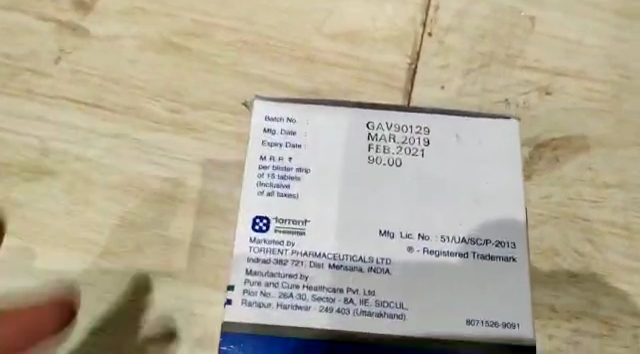 Batch No. :
GAV90129
Mfg. Date :
MAR.2019
Expiry Date :
FEB.2021
M.R.P. ₹
90.00
per blister strip
of 15 tablets
(Inclusive
of all taxes)
torrent
Mfg. Lic. No. : 51/UA/SC/P-2013
® - Registered Trademark
Marketed by
TORRENT PHARMACEUTICALS LTD.
Indrad-382 721, Dist. Mehsana, INDIA.
Manufactured by :
Pure and Cure Healthcare Pvt. Ltd.
Plot No., 26A-30, Sector - 8A, IIE, SIDCUL,
Ranipur, Haridwar - 249 403 (Uttarakhand)
8071526-9091